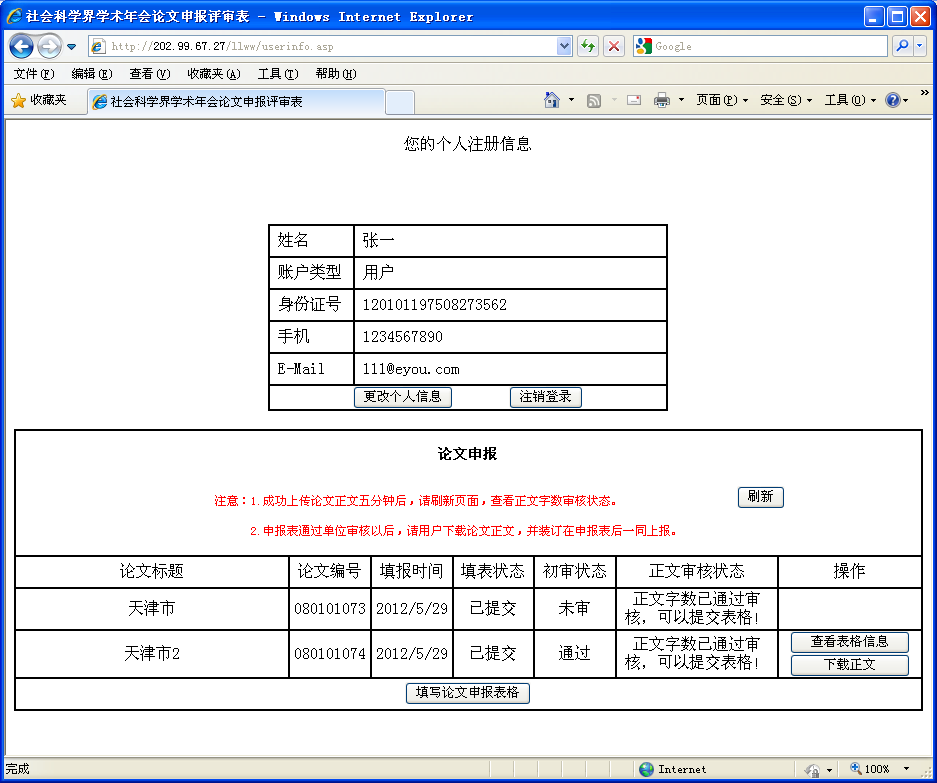 社会科学界学术年会论文申报评审表 - Windows Internet Explorer
http://202.99.67.27/llww/userinfo.asp
Google
文件(F) 编辑(E) 查看(V) 收藏夹(A) 工具(T) 帮助(H)
收藏夹 社会科学界学术年会论文申报评审表 页面(P) 安全(S) 工具(O)
您的个人注册信息
姓名 张一
账户类型 用户
身份证号 120101197508273562
手机 1234567890
E-Mail 111@eyou.com
更改个人信息 注销登录
论文申报
注意：1.成功上传论文正文五分钟后，请刷新页面，查看正文字数审核状态。 刷新
2.申报表通过单位审核以后，请用户下载论文正文，并装订在申报表后一同上报。
论文标题 论文编号 填报时间 填表状态 初审状态 正文审核状态 操作
天津市 080101073 2012/5/29 已提交 未审 正文字数已通过审
核，可以提交表格!
天津市2 080101074 2012/5/29 已提交 通过 正文字数已通过审
核，可以提交表格!
查看表格信息
下载正文
填写论文申报表格
完成 Internet 100%